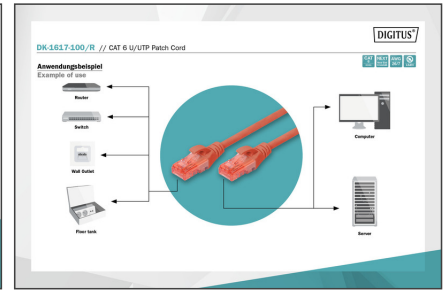 DIGITUS®
DK-1617-100/R // CAT 6 U/UTP Patch Cord
Anwendungsbeispiel
Example of use
Router
Switch
Wall Outlet
Floor tank
Computer
Server